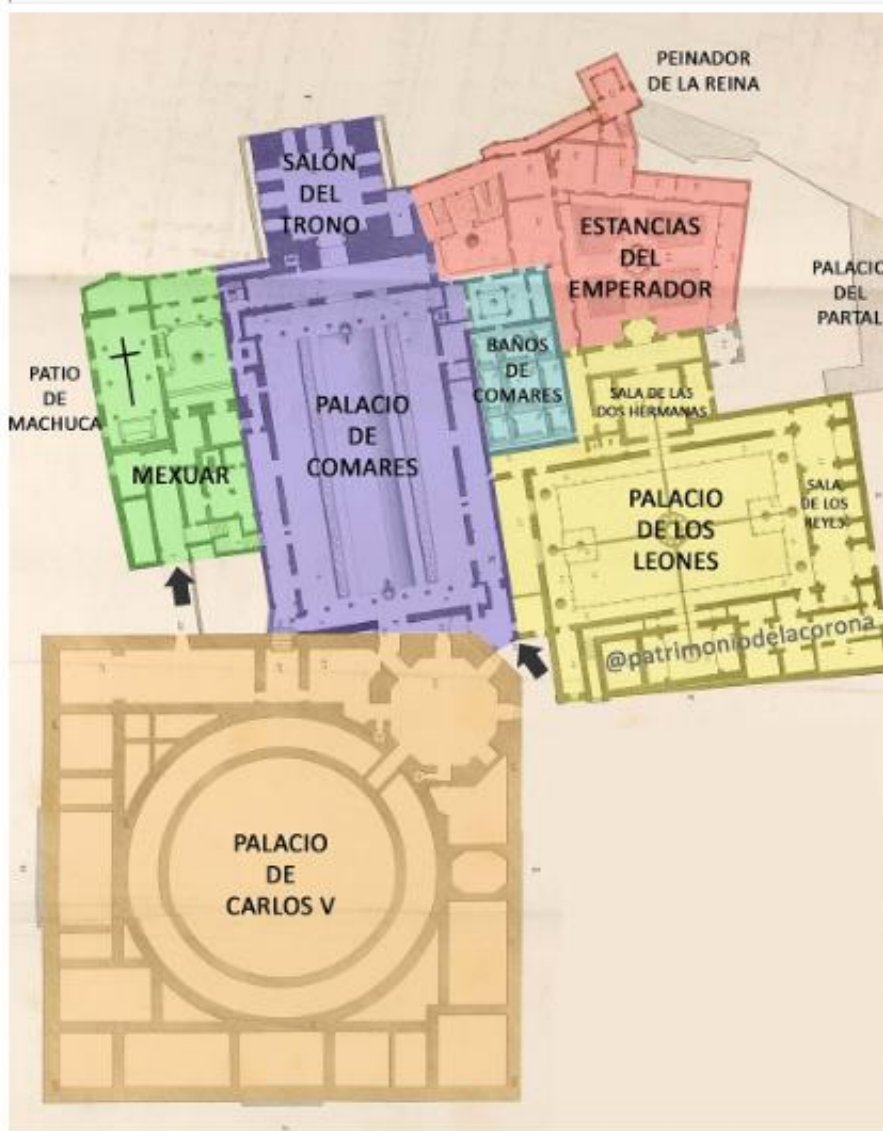 PEINADOR
DE LA REINA
SALÓN
DEL
TRONO
ESTANCIAS
DEL
EMPERADOR
PALACIO
DEL
PARTAL
PATIO
DE
MACHUCA
MEXUAR
PALACIO
DE
COMARES
BAÑOS
DE
COMARES
SALA DE LAS
DOS HERMANAS
PALACIO
DE LOS
LEONES
SALA
DE LOS
REYES
@patrimoniodelacorona
PALACIO
DE
CARLOS V